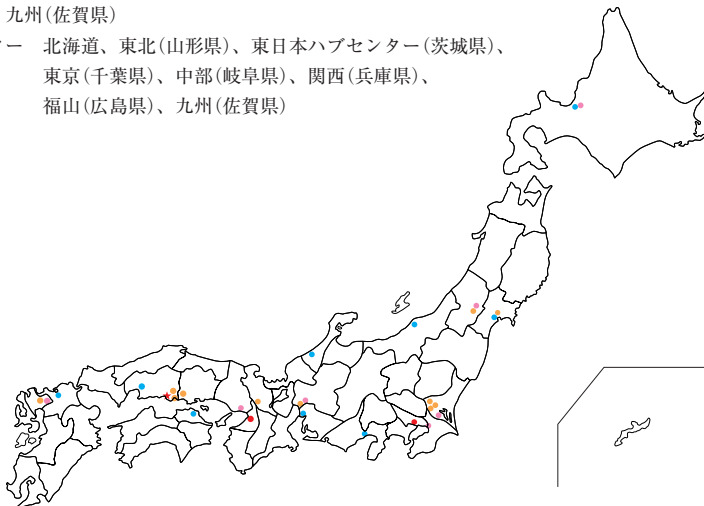 九州(佐賀県)
ー 北海道、東北(山形県)、東日本ハブセンター(茨城県)、
東京(千葉県)、中部(岐阜県)、関西(兵庫県)、
福山(広島県)、九州(佐賀県)